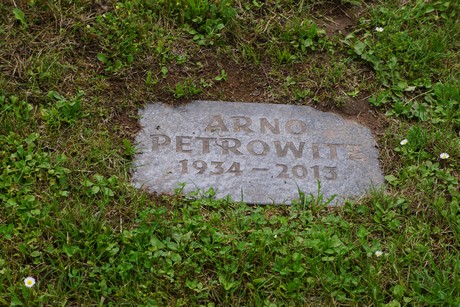 ARNO
PETROWITZ
1934 – 2013